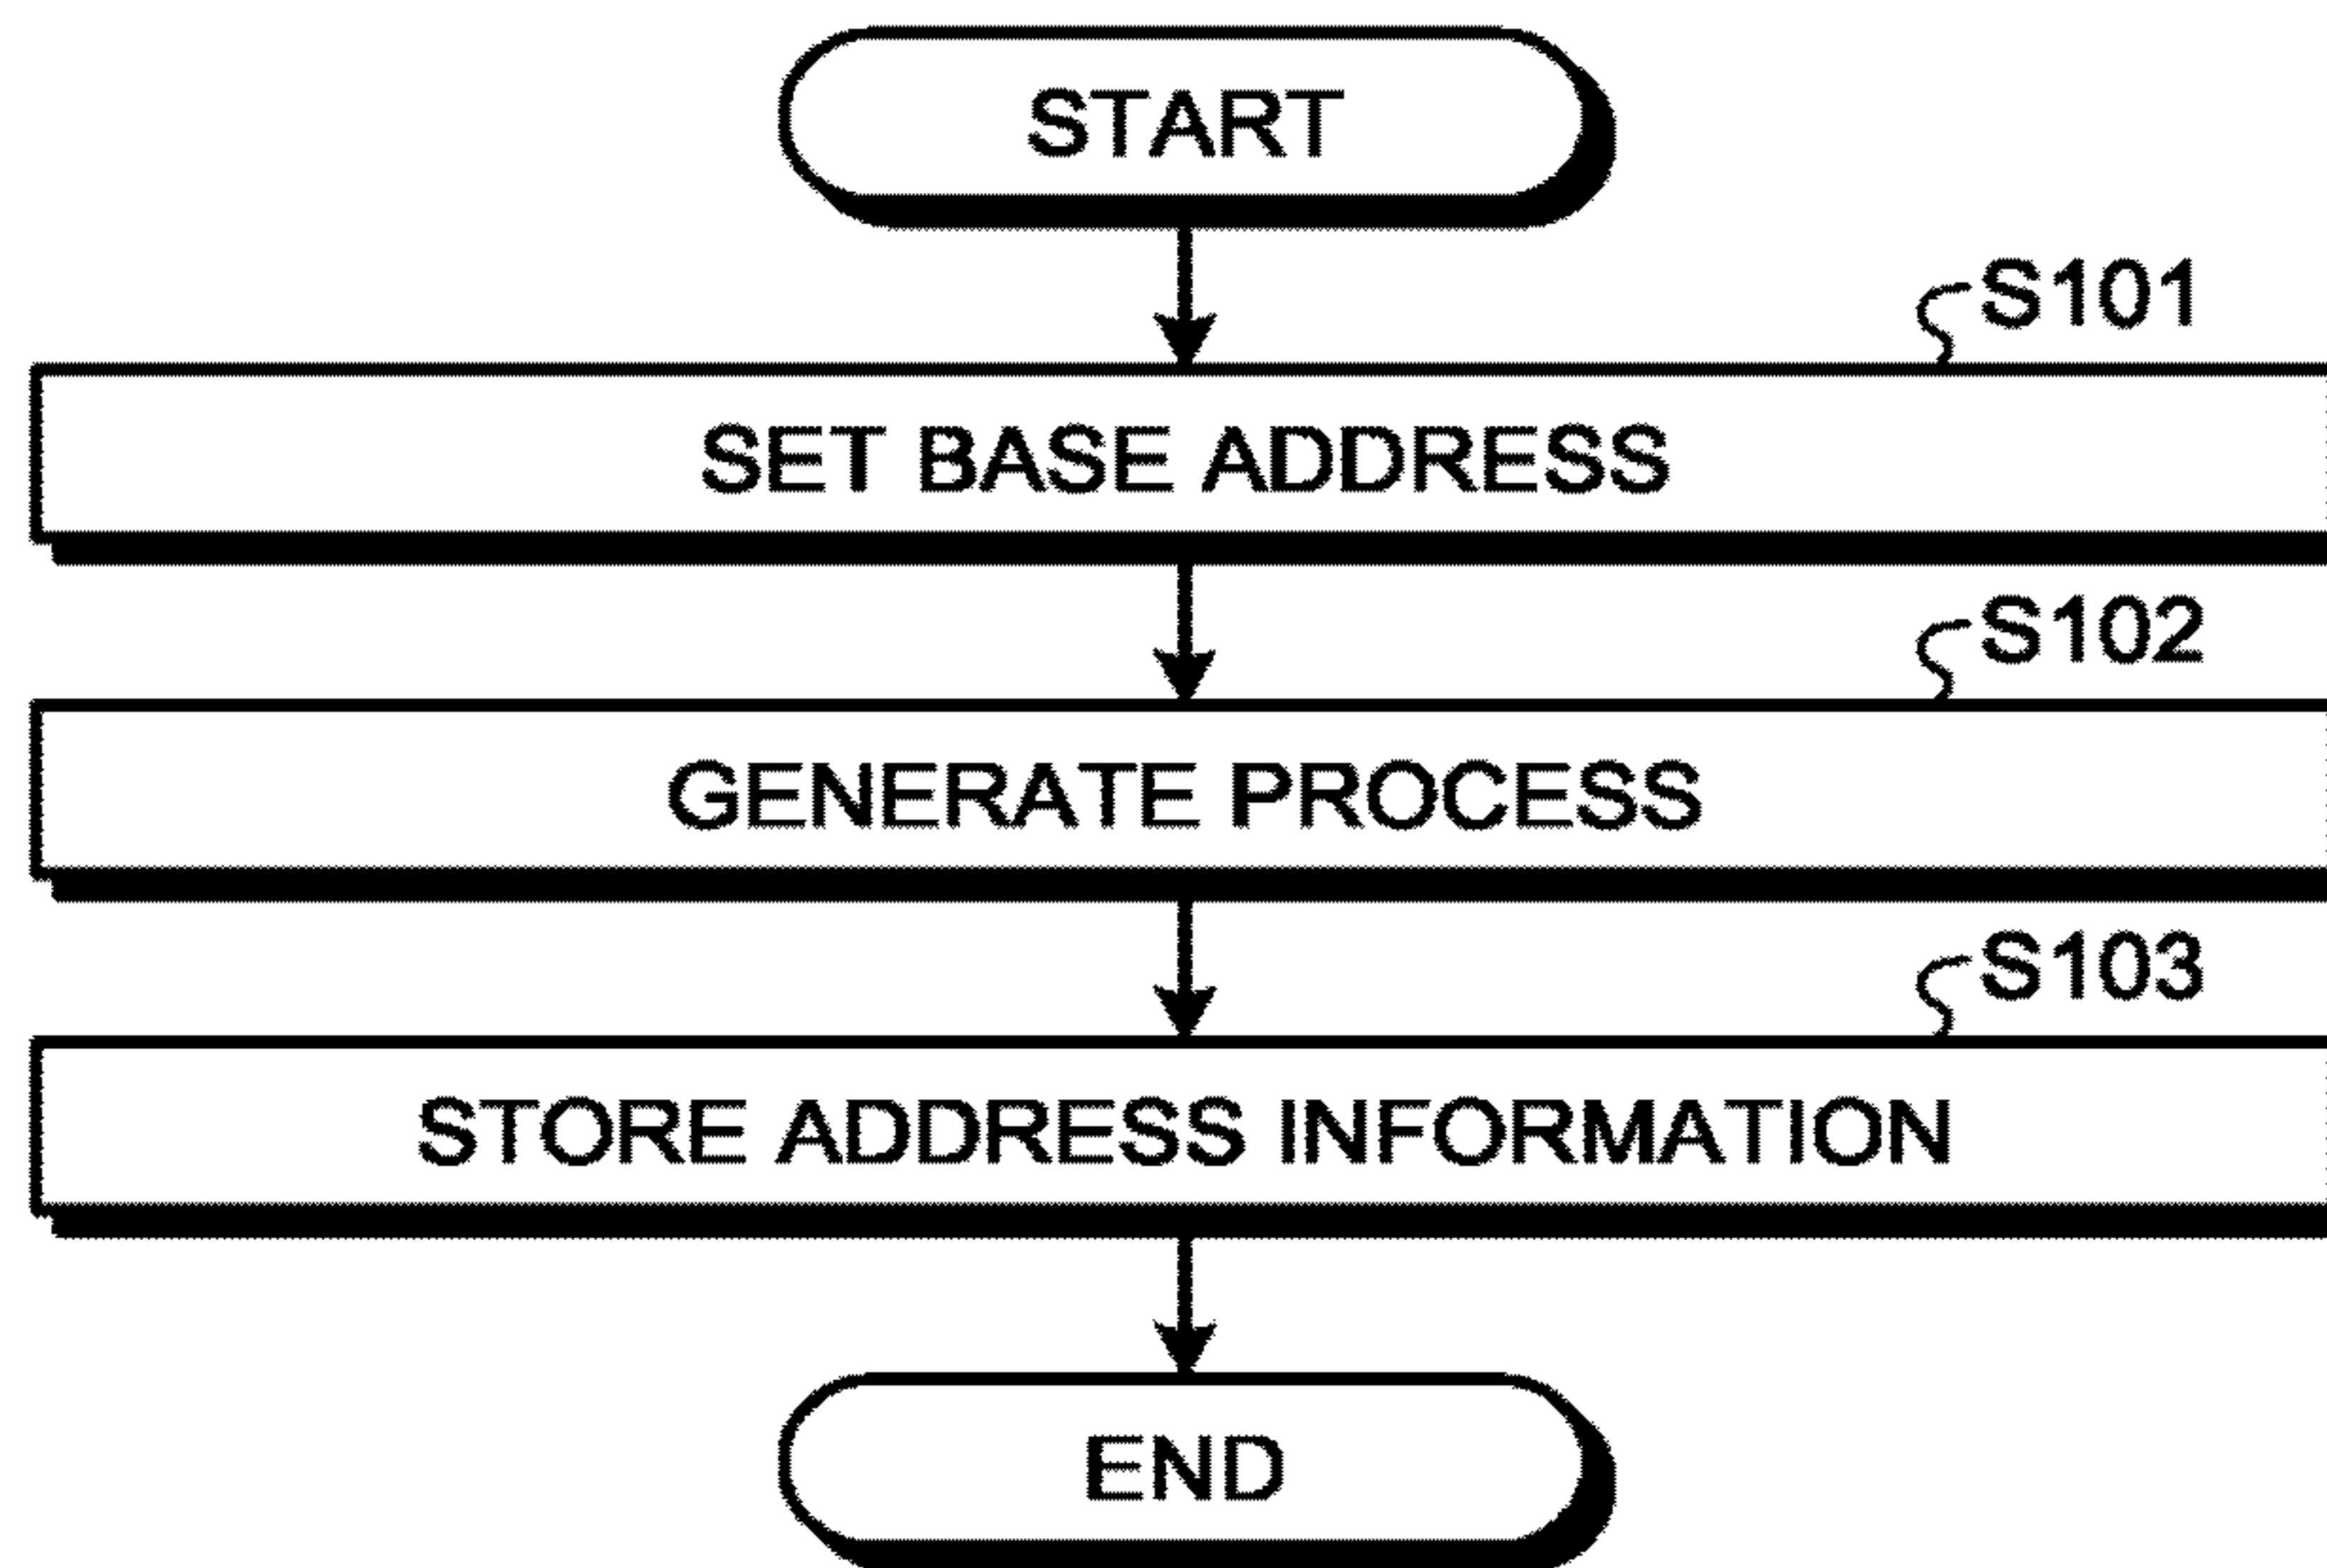 START
S101
SET BASE ADDRESS
S102
GENERATE PROCESS
S103
STORE ADDRESS INFORMATION
END